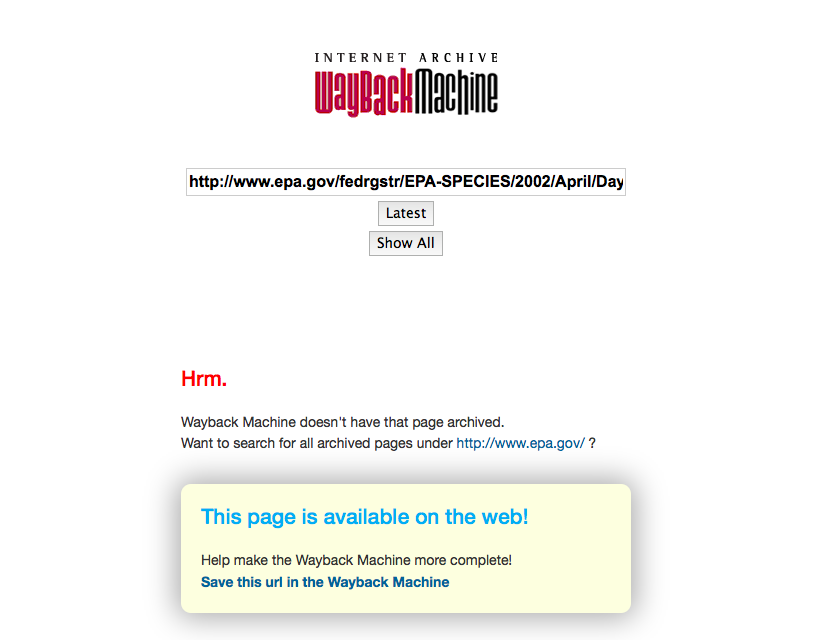 INTERNET ARCHIVE
WayBackMachine
http://www.epa.gov/fedrgstr/EPA-SPECIES/2002/April/Day
Latest
Show All
Hrm.
Wayback Machine doesn't have that page archived.
Want to search for all archived pages under http://www.epa.gov/ ?
This page is available on the web!
Help make the Wayback Machine more complete!
Save this url in the Wayback Machine